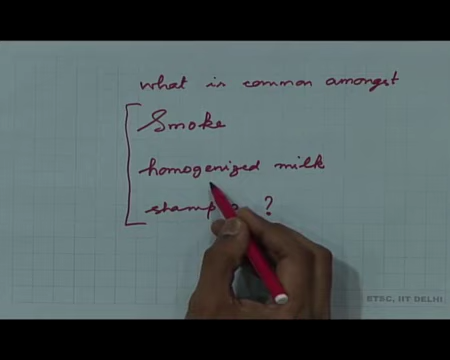 what is common amongst
Smoke
homogenized milk
?
ETSC, IIT DELHI